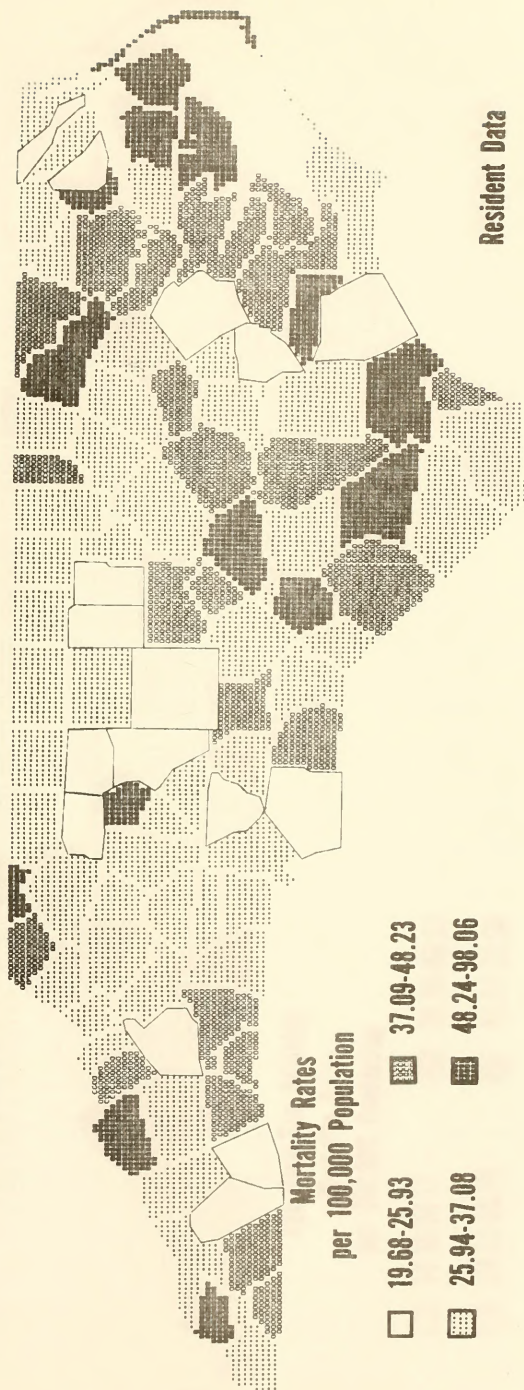 Mortality Rates
per 100,000 Population
19.68-25.93
25.94-37.08
37.09-48.23
48.24-98.06
Resident Data